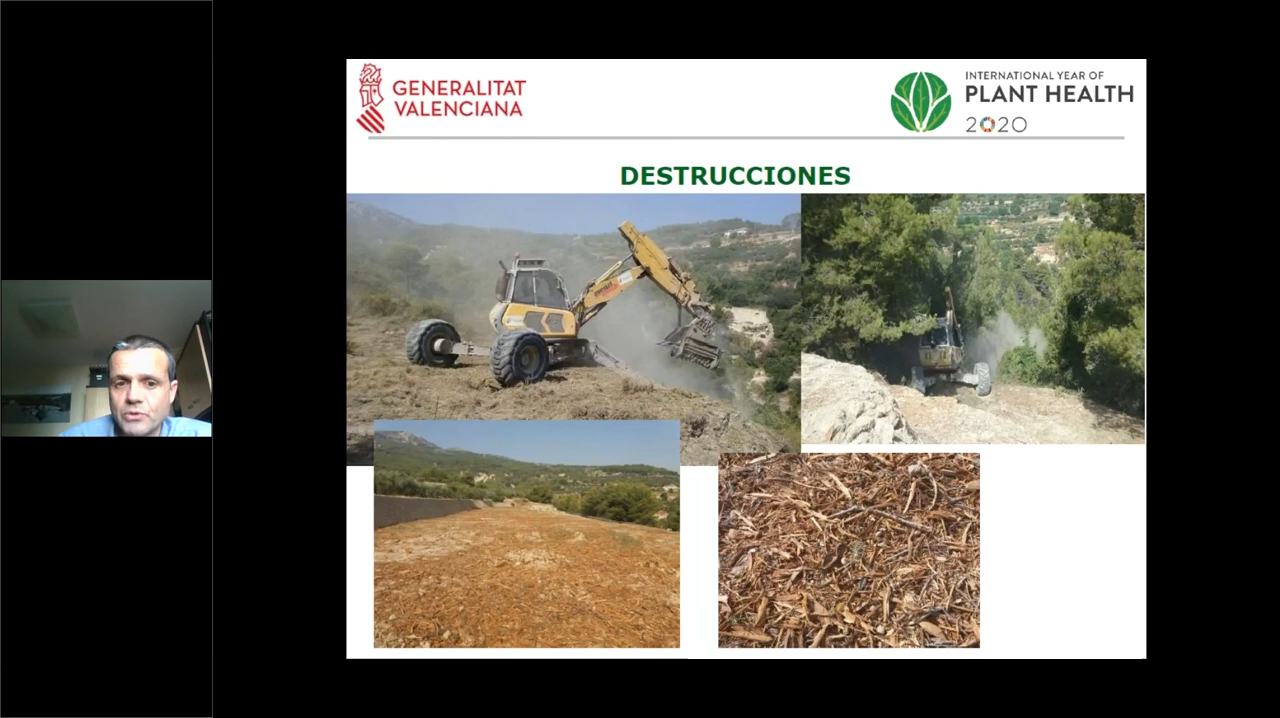 GENERALITAT
VALENCIANA
INTERNATIONAL YEAR OF
PLANT HEALTH
2020
DESTRUCCIONES